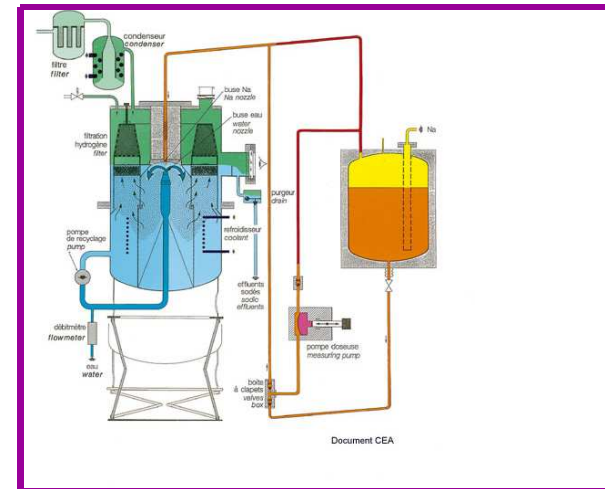 condenseur
condenser
filtre
filter
buse Na
Na nozzle
buse eau
water
nozzle
filtration
hydrogène
filter
Na
purgeur
drain
pompe
de recyclage
pump
refroidisseur
coolant
effluents
sodés
sodic
effluents
débitmètre
flowmeter
eau
water
pompe doseuse
measuring pump
boîte
à clapets
valves
box
Document CEA